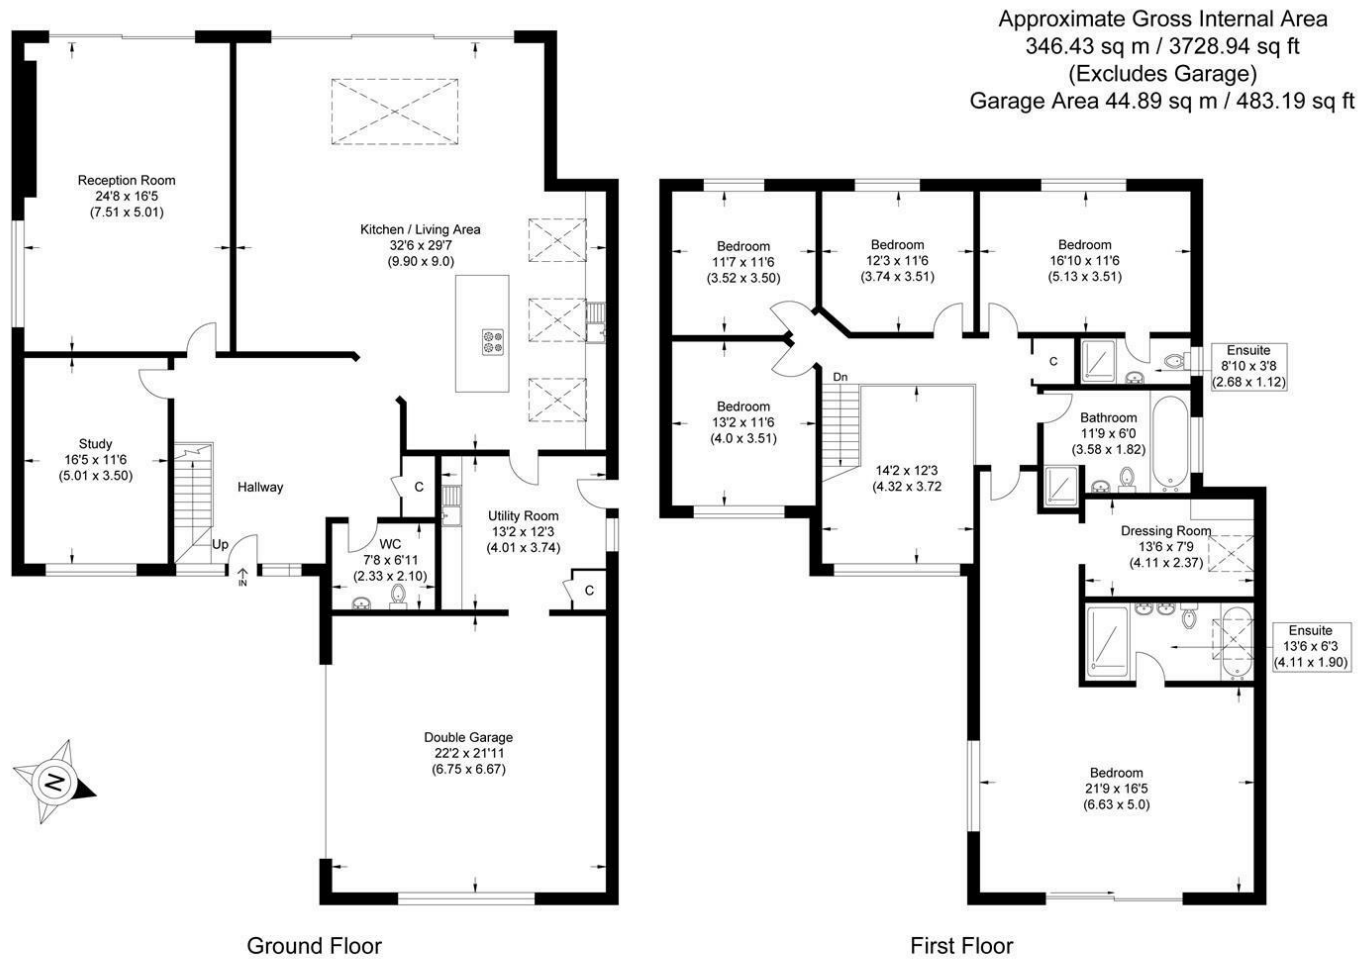 Approximate Gross Internal Area
346.43 sq m / 3728.94 sq ft
(Excludes Garage)
Garage Area 44.89 sq m / 483.19 sq ft
Reception Room
24'8 x 16'5
(7.51 x 5.01)
Kitchen / Living Area
32'6 x 29'7
(9.90 x 9.0)
Study
16'5 x 11'6
(5.01 x 3.50)
Hallway
Up
IN
C
WC
7'8 x 6'11
(2.33 x 2.10)
Utility Room
13'2 x 12'3
(4.01 x 3.74)
C
Double Garage
22'2 x 21'11
(6.75 x 6.67)
N
Ground Floor
Bedroom
11'7 x 11'6
(3.52 x 3.50)
Bedroom
12'3 x 11'6
(3.74 x 3.51)
Bedroom
16'10 x 11'6
(5.13 x 3.51)
Ensuite
8'10 x 3'8
(2.68 x 1.12)
C
Dn
Bedroom
13'2 x 11'6
(4.0 x 3.51)
Bathroom
11'9 x 6'0
(3.58 x 1.82)
14'2 x 12'3
(4.32 x 3.72
Dressing Room
13'6 x 7'9
(4.11 x 2.37)
Ensuite
13'6 x 6'3
(4.11 x 1.90)
Bedroom
21'9 x 16'5
(6.63 x 5.0)
First Floor